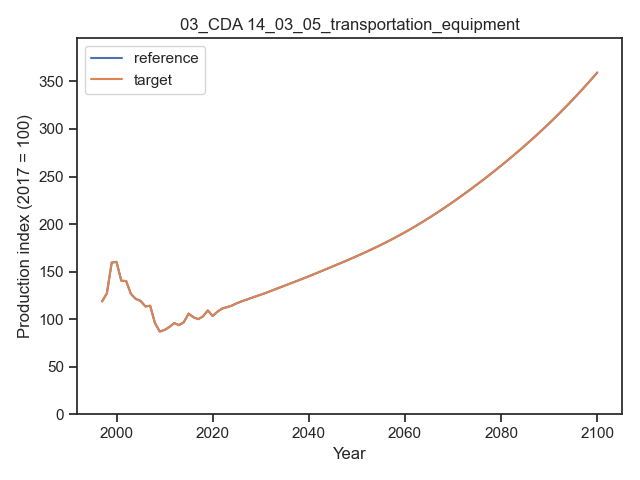 03_CDA 14_03_05_transportation_equipment
reference
target
Production index (2017 = 100)
350
300
250
200
150
100
50
0
2000 2020 2040 2060 2080 2100
Year